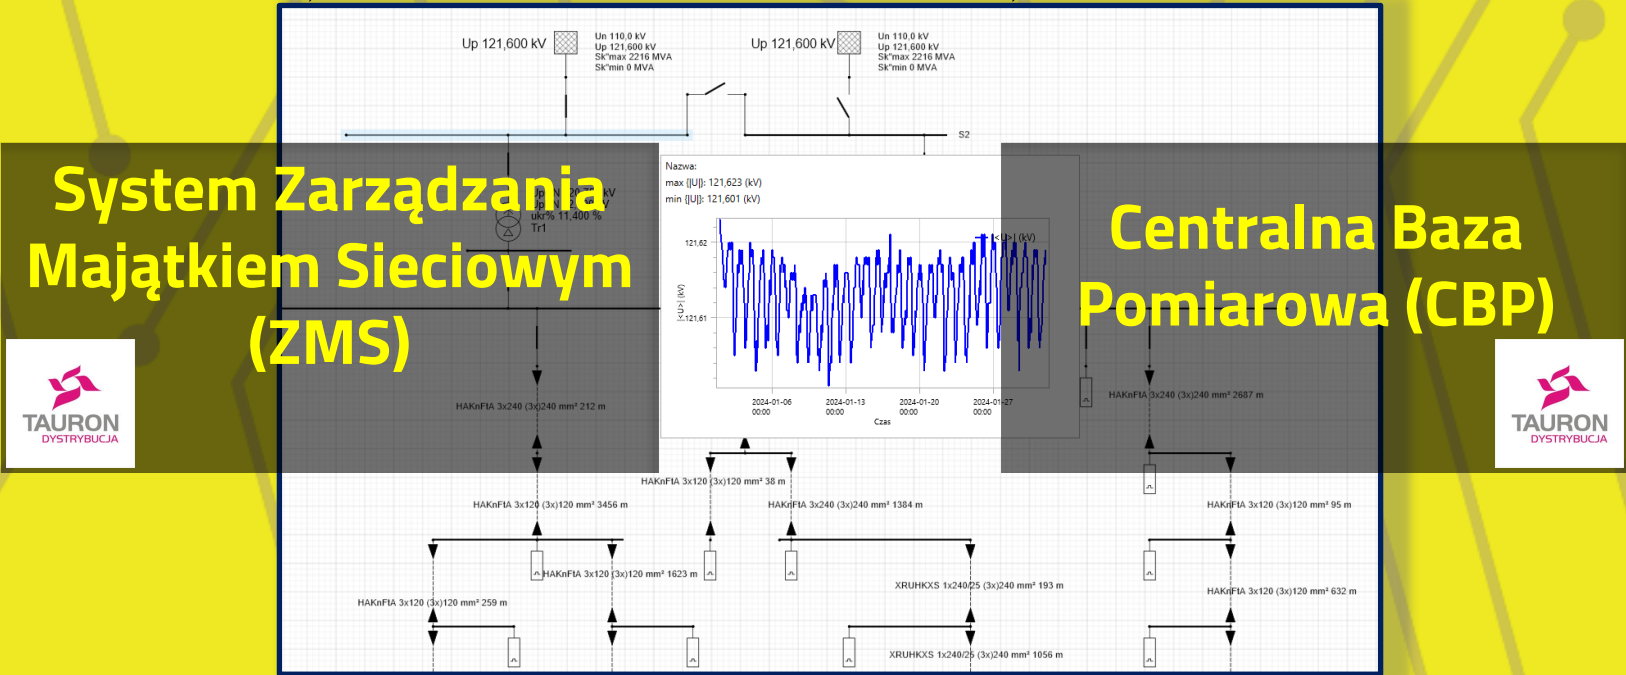 Up 121,600 kV
Un 110,0 kV
Up 121,600 kV
Sk"max 2216 MVA
Sk"min 0 MVA
Up 121,600 kV
Un 110,0 kV
Up 121,600 kV
Sk"max 2216 MVA
Sk"min 0 MVA
S2
System Zarządzania
Majątkiem Sieciowym
(ZMS)
ukr% 11,400 %
Tr1
Nazwa:
max {|U|}: 121,623 (kV)
min {|U|}: 121,601 (kV)
|<U>| (kV)
121,62
121,61
|<U>| (kV)
2024-01-06
00:00
2024-01-13
00:00
2024-01-20
00:00
2024-01-27
00:00
Czas
Centralna Baza
Pomiarowa (CBP)
TAURON
DYSTRYBUCJA
TAURON
DYSTRYBUCJA
HAKnFtA 3x240 (3x)240 mm² 212 m
HAKnFtA 3x240 (3x)240 mm² 2687 m
HAKnFtA 3x120 (3x)120 mm² 38 m
HAKnFtA 3x120 (3x)120 mm² 3456 m
HAKnFtA 3x240 (3x)240 mm² 1384 m
HAKnFtA 3x120 (3x)120 mm² 95 m
HAKnFtA 3x120 (3x)120 mm² 1623 m
XRUHKXS 1x240/25 (3x)240 mm² 193 m
HAKnFtA 3x120 (3x)120 mm² 632 m
HAKnFtA 3x120 (3x)120 mm² 259 m
XRUHKXS 1x240/25 (3x)240 mm² 1056 m